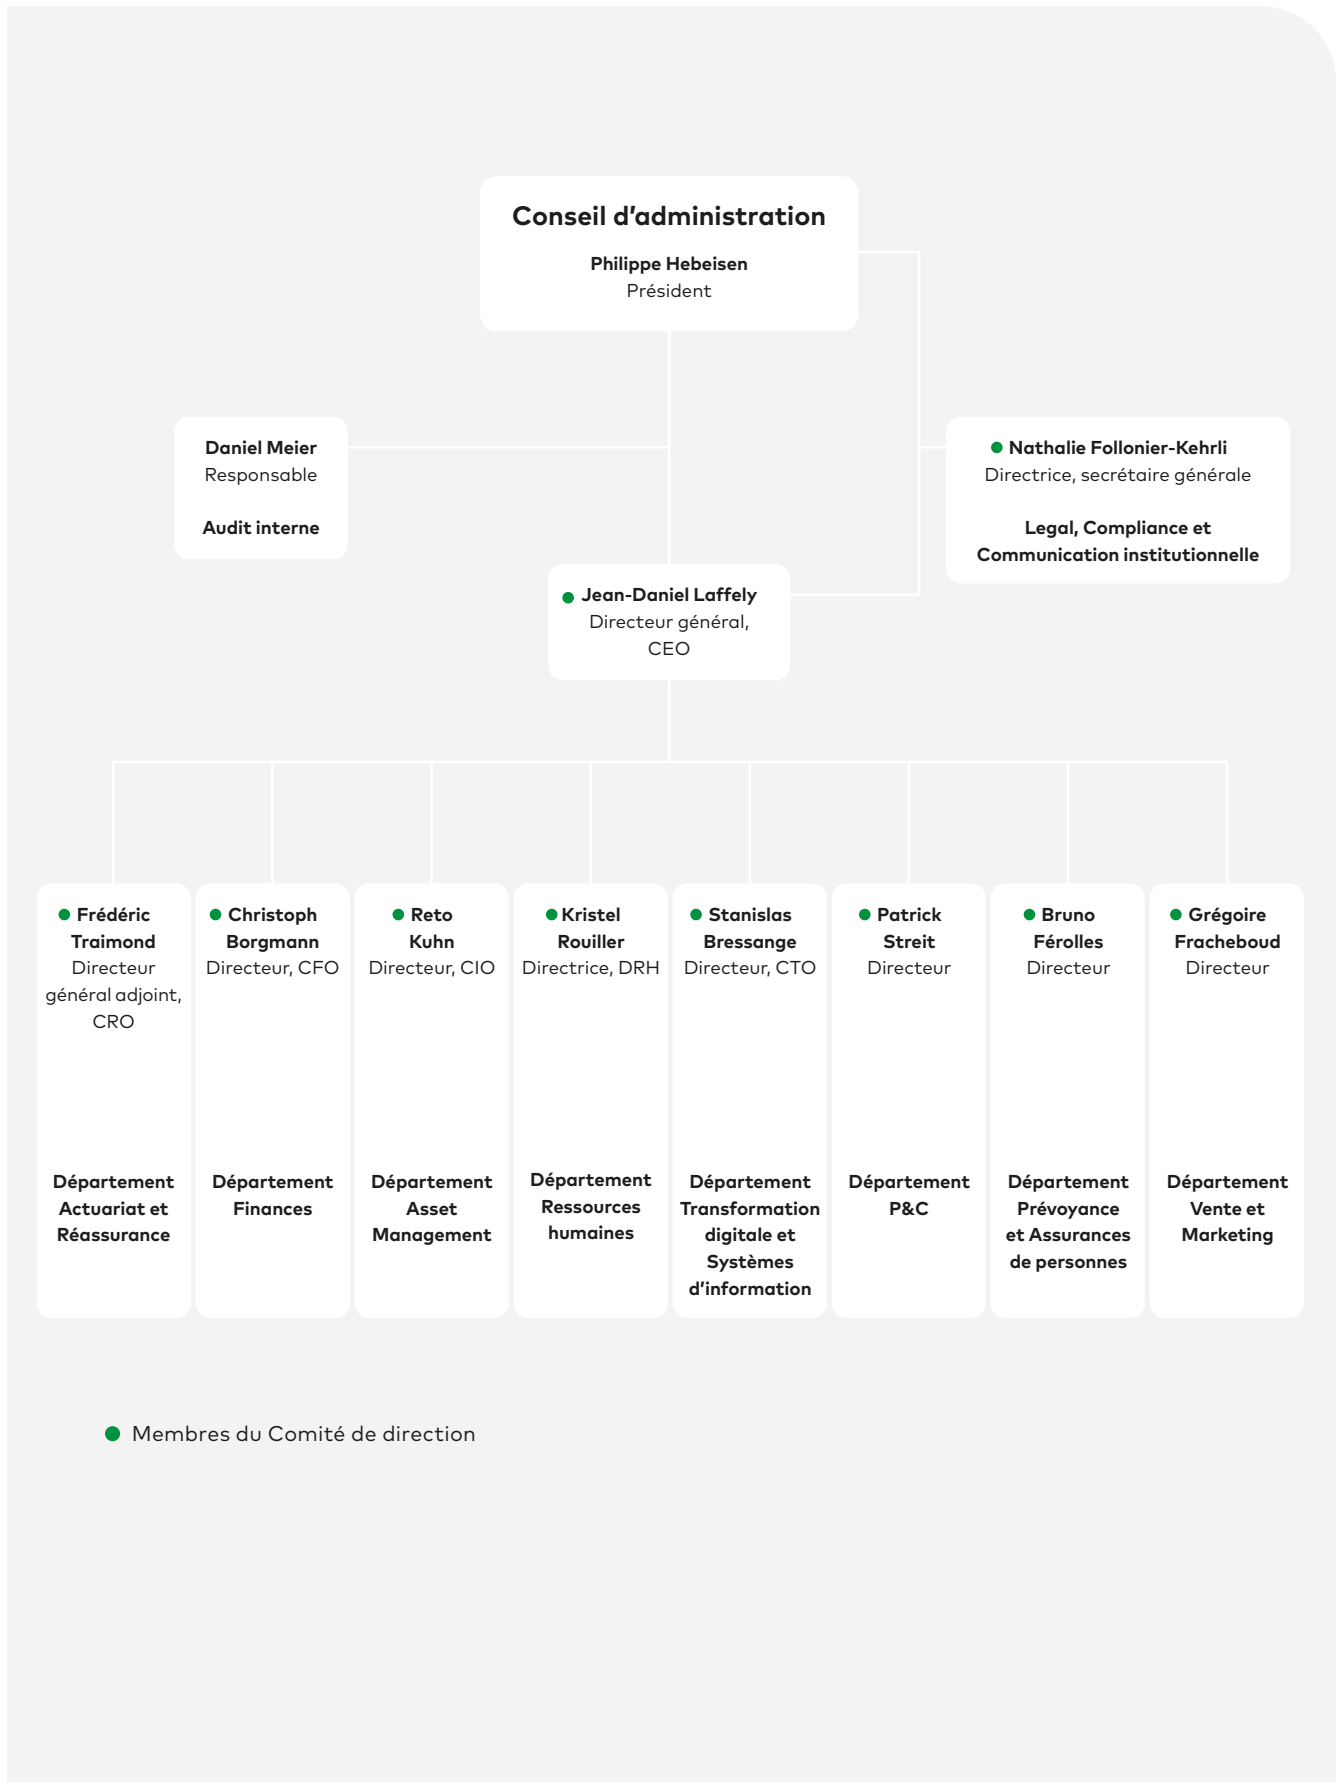 Conseil d’administration
Philippe Hebeisen
Président
Daniel Meier
Responsable
Audit interne
Nathalie Follonier-Kehrli
Directrice, secrétaire générale
Legal, Compliance et
Communication institutionnelle
Jean-Daniel Laffely
Directeur général,
CEO
Frédéric
Traimond
Directeur
général adjoint,
CRO
Département
Actuariat et
Réassurance
Christoph
Borgmann
Directeur, CFO
Département
Finances
Reto
Kuhn
Directeur, CIO
Département
Asset
Management
Kristel
Rouiller
Directrice, DRH
Département
Ressources
humaines
Stanislas
Bressange
Directeur, CTO
Département
Transformation
digitale et
Systèmes
d’information
Patrick
Streit
Directeur
Département
P&C
Bruno
Férolles
Directeur
Département
Prévoyance
et Assurances
de personnes
Grégoire
Fracheboud
Directeur
Département
Vente et
Marketing
Membres du Comité de direction